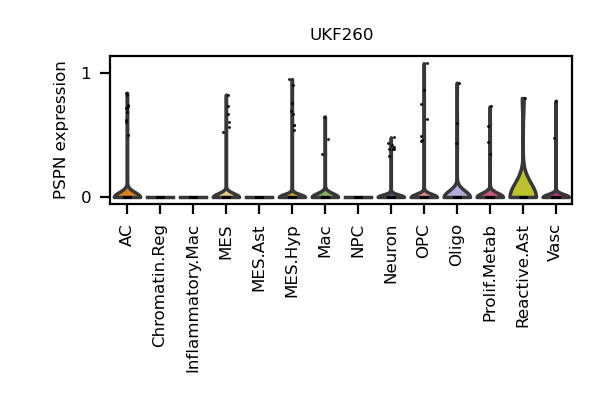 UKF260
PSPN expression
1
0
AC
Chromatin.Reg
Inflammatory.Mac
MES
MES.Ast
MES.Hyp
Mac
NPC
Neuron
OPC
Oligo
Prolif.Metab
Reactive.Ast
Vasc